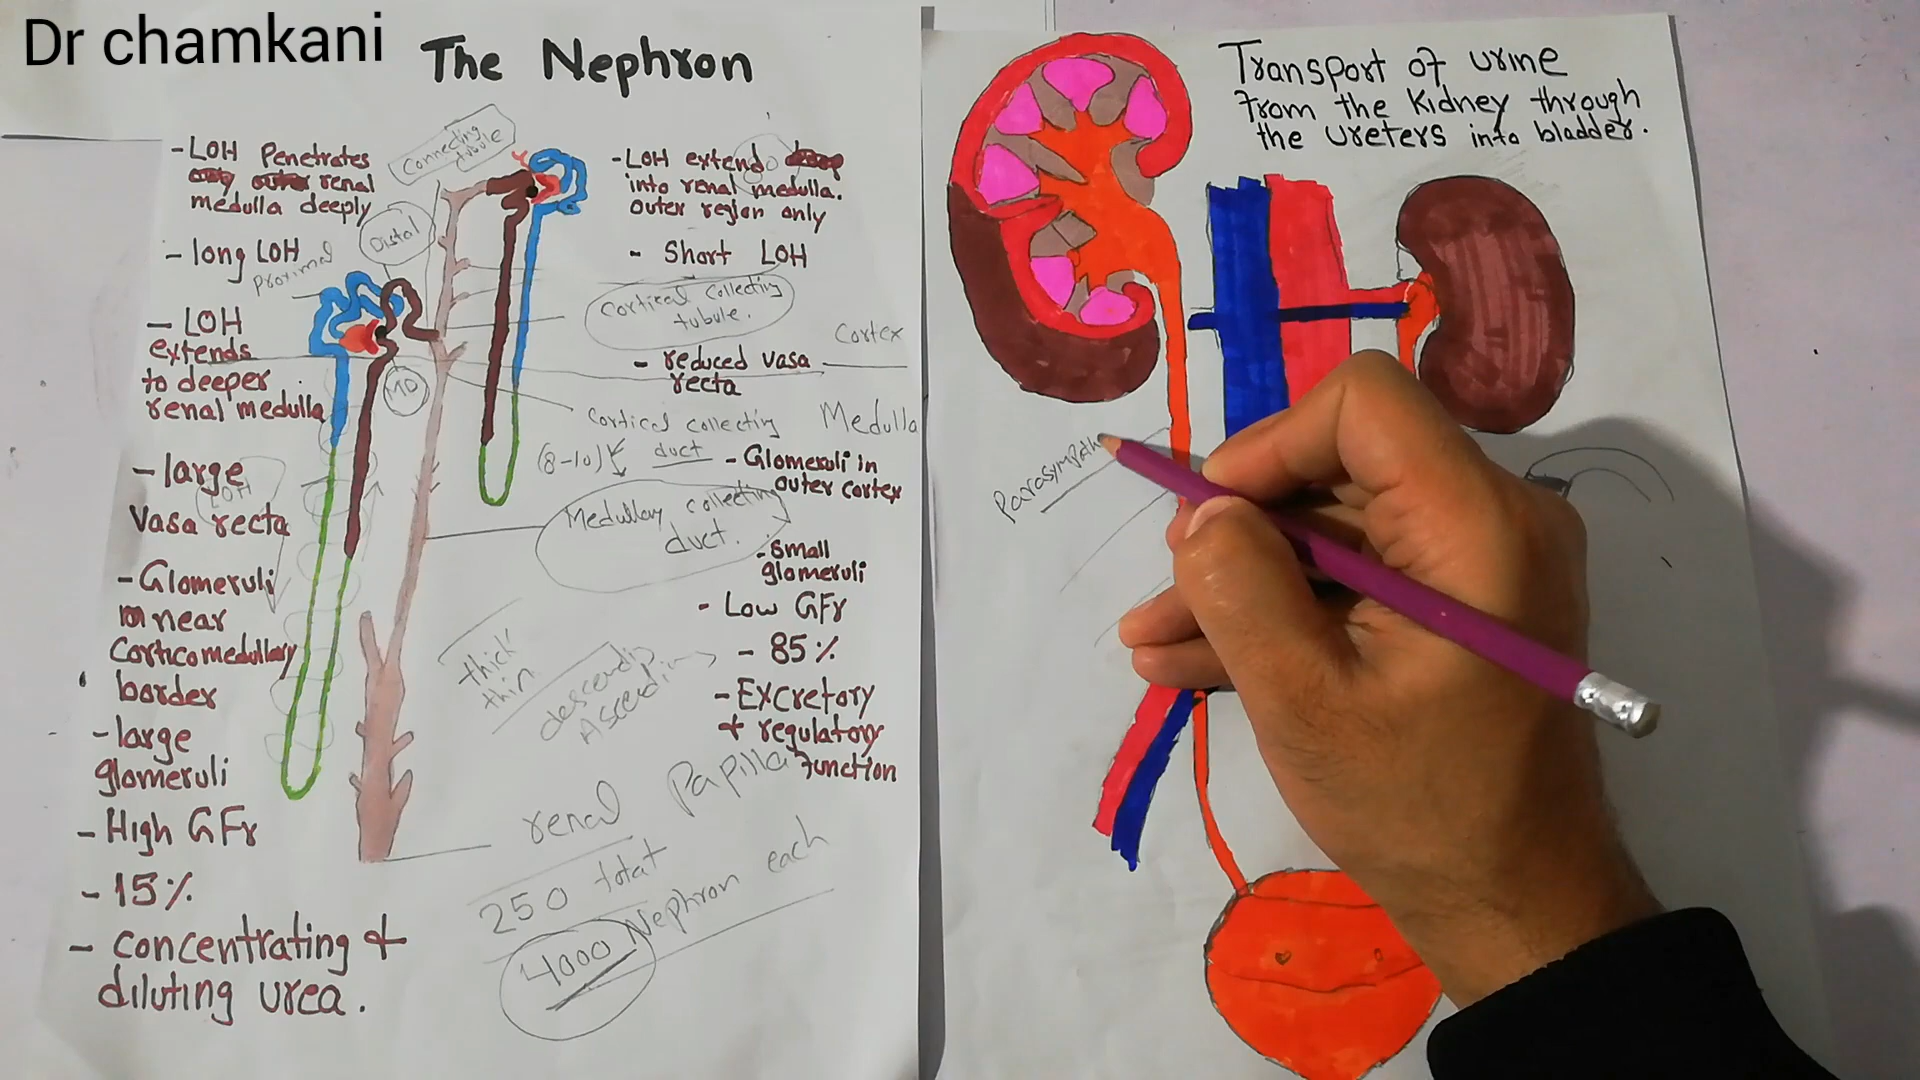 Dr chamkani
The Nephron
-LOH Penetrates
renal
medulla deeply
- long LOH
Proximal
- LOH
extends
to deeper
renal medulla
- large
LOH
Vasa recta
- Glomeruli
near
Corticomedullary
border
- large
glomeruli
- High GFr
- 15%
- concentrating &
diluting urea.
Connecting
tubule
Distal
MD
-LOH extend
into renal medulla.
outer region only
- Short LOH
Cortical collecting
tubule.
Cortex
- reduced vasa
recta
Cortical collecting
duct
(8-10)
Medulla
- Glomeruli in
outer cortex
Medullary collecting
duct.
- Small
glomeruli
- Low GFr
- 85%
- Excretory
& regulatory
function
thick
thin
renal Papilla
250 total
4000 Nephron each
Transport of urine
from the Kidney through
the ureters into bladder.
Parasympath